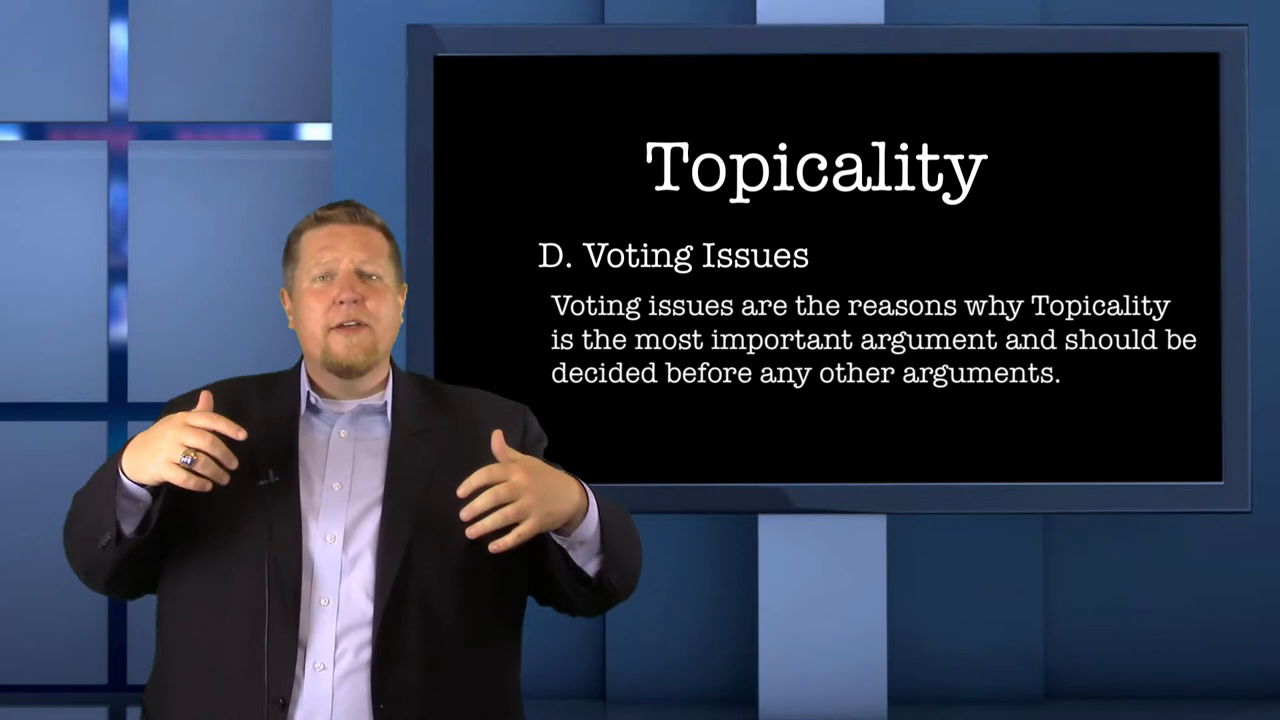 Topicality
D. Voting Issues
Voting issues are the reasons why Topicality
is the most important argument and should be
decided before any other arguments.